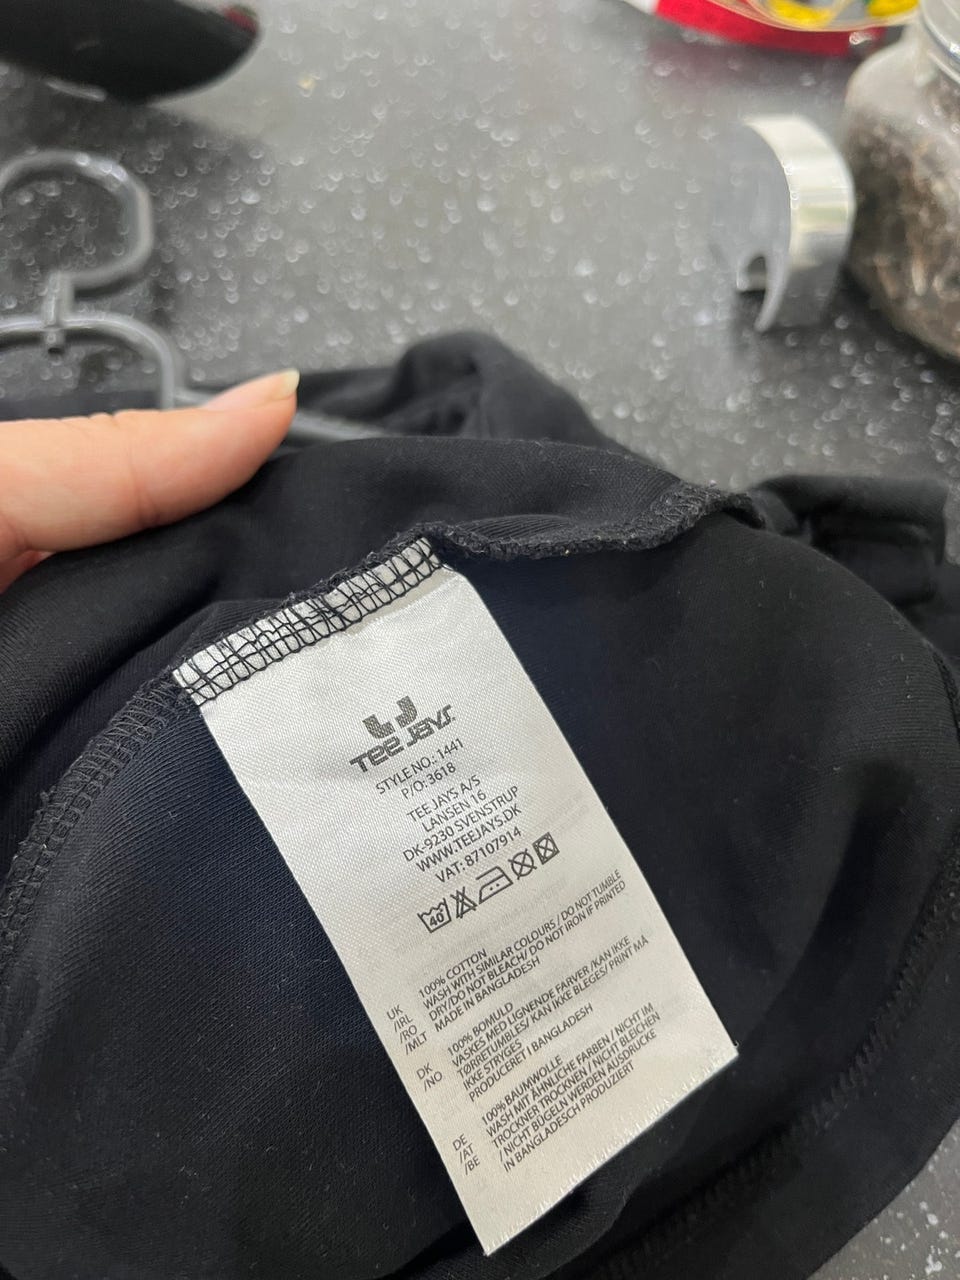 TEE JAYS
STYLE NO.: 1441
P/O: 3618
TEE JAYS A/S
LANSEN 16
DK-9230 SVENSTRUP
WWW.TEEJAYS.DK
VAT: 87107914
40
UK
/IRL
/RO
/MLT
100% COTTON
WASH WITH SIMILAR COLOURS / DO NOT TUMBLE
DRY/DO NOT BLEACH/ DO NOT IRON IF PRINTED
MADE IN BANGLADESH
DK
/NO
100% BOMULD
VASKES MED LIGNENDE FARVER /KAN IKKE
TØRRETUMBLES/ KAN IKKE BLEGES/ PRINT MÅ
IKKE STRYGES
PRODUCERET I BANGLADESH
DE
/AT
/BE
100% BAUMWOLLE
WASH MIT ÄHNLICHE FARBEN / NICHT IM
TROCKNER TROCKNEN / NICHT BLEICHEN
/ NICHT BÜGELN WERDEN AUSDRUCKE
IN BANGLADESCH PRODUZIERT